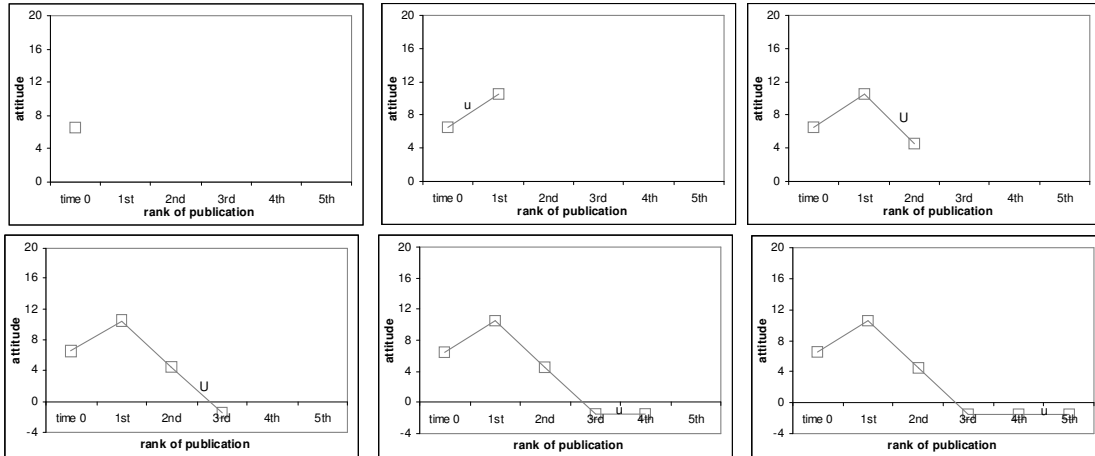 20
16
12
8
4
0
attitude
time 0 1st 2nd 3rd 4th 5th
rank of publication
20
16
12
8
4
0
attitude
u
time 0 1st 2nd 3rd 4th 5th
rank of publication
20
16
12
8
4
0
attitude
U
time 0 1st 2nd 3rd 4th 5th
rank of publication
20
16
12
8
4
0
-4
attitude
U
time 0 1st 2nd 3rd 4th 5th
rank of publication
20
16
12
8
4
0
-4
attitude
u
time 0 1st 2nd 3rd 4th 5th
rank of publication
20
16
12
8
4
0
-4
attitude
u
time 0 1st 2nd 3rd 4th 5th
rank of publication